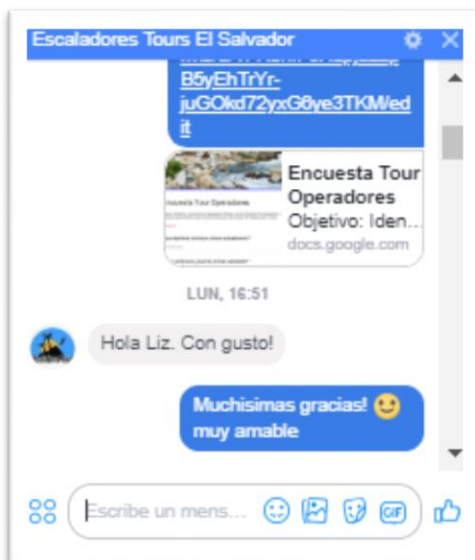 Escaladores Tours El Salvador
B5yEhTrYr-
juGOkd72yxG6ye3TKM/ed
it
Encuesta Tour
Operadores
Objetivo: Iden...
docs.google.com
LUN, 16:51
Hola Liz. Con gusto!
Muchisimas gracias!
muy amable
Escribe un mens...
GIF